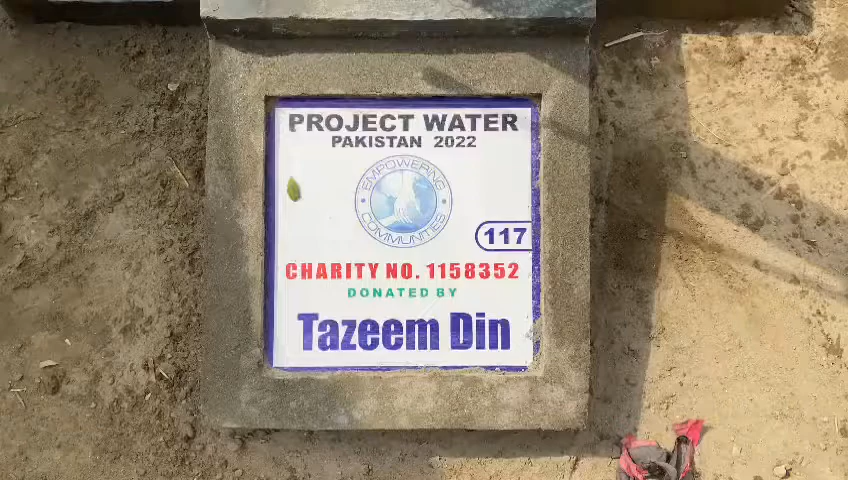 PROJECT WATER
PAKISTAN 2022
EMPOWERING
COMMUNITIES
117
CHARITY NO. 1158352
DONATED BY
Tazeem Din